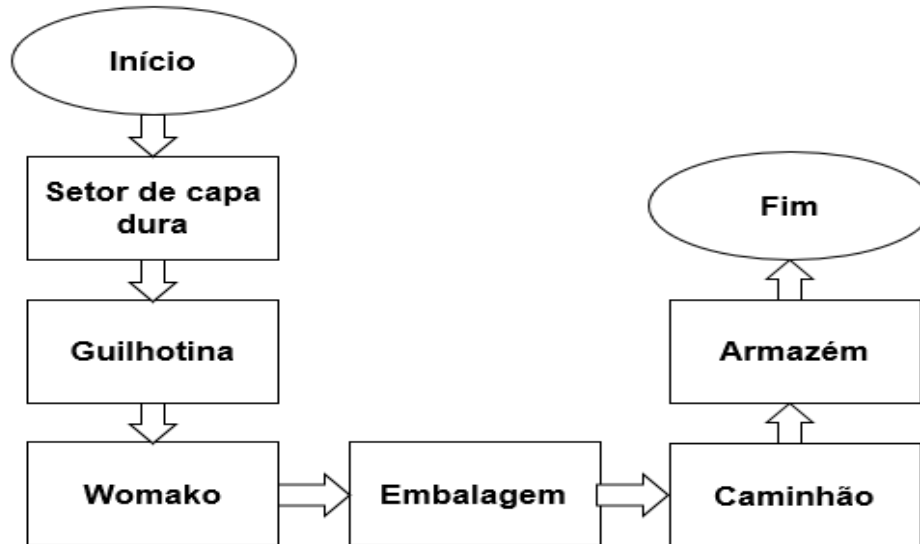 Início
Setor de capa
dura
Guilhotina
Womako
Embalagem
Caminhão
Armazém
Fim